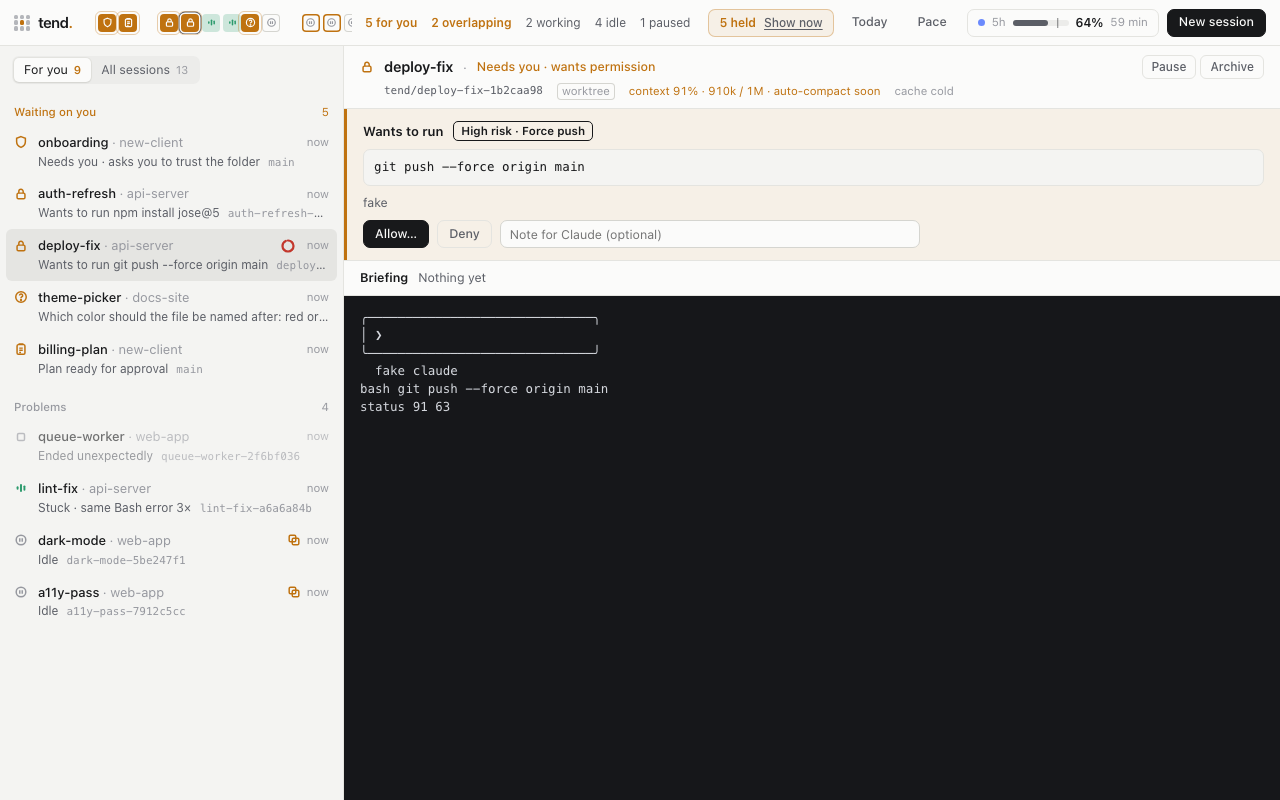 tend.
5 for you 2 overlapping 2 working 4 idle 1 paused
5 held Show now
Today
Pace
5h 64% 59 min
New session
For you 9
All sessions 13
Waiting on you 5
onboarding · new-client now
Needs you · asks you to trust the folder main
auth-refresh · api-server now
Wants to run npm install jose@5 auth-refresh-…
deploy-fix · api-server now
Wants to run git push --force origin main deploy…
theme-picker · docs-site now
Which color should the file be named after: red or…
billing-plan · new-client now
Plan ready for approval main
Problems 4
queue-worker · web-app now
Ended unexpectedly queue-worker-2f6bf036
lint-fix · api-server now
Stuck · same Bash error 3× lint-fix-a6a6a84b
dark-mode · web-app now
Idle dark-mode-5be247f1
a11y-pass · web-app now
Idle a11y-pass-7912c5cc
deploy-fix · Needs you · wants permission
Pause
Archive
tend/deploy-fix-1b2caa98 worktree context 91% · 910k / 1M · auto-compact soon cache cold
Wants to run High risk · Force push
git push --force origin main
fake
Allow...
Deny
Note for Claude (optional)
Briefing Nothing yet
❯
fake claude
bash git push --force origin main
status 91 63